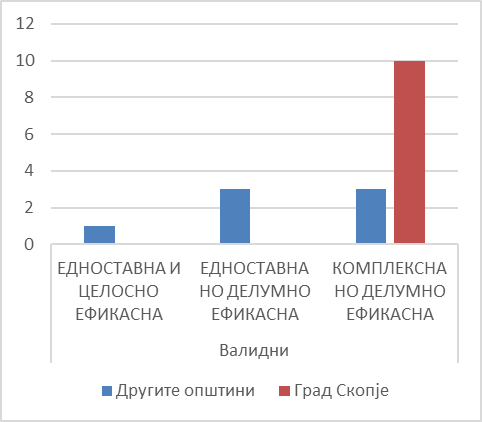 12
10
8
6
4
2
0
ЕДНОСТАВНА И
ЦЕЛОСНО
ЕФИКАСНА
ЕДНОСТАВНА
НО ДЕЛУМНО
ЕФИКАСНА
КОМПЛЕКСНА
НО ДЕЛУМНО
ЕФИКАСНА
Валидни
Другите општини
Град Скопје